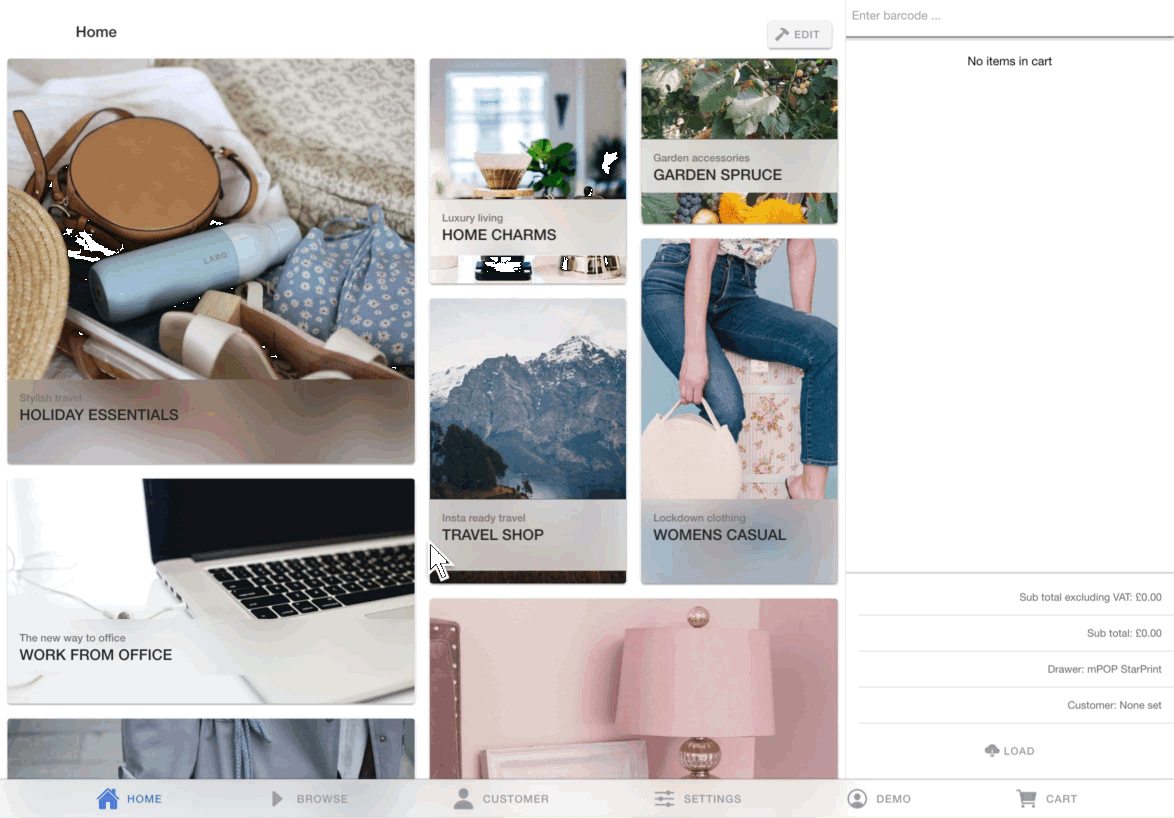 Home
EDIT
Enter barcode ...
No items in cart
LARQ
Stylish travel
HOLIDAY ESSENTIALS
Luxury living
HOME CHARMS
Garden accessories
GARDEN SPRUCE
Insta ready travel
TRAVEL SHOP
Lockdown clothing
WOMENS CASUAL
The new way to office
WORK FROM OFFICE
Sub total excluding VAT: £0.00
Sub total: £0.00
Drawer: mPOP StarPrint
Customer: None set
LOAD
HOME
BROWSE
CUSTOMER
SETTINGS
DEMO
CART